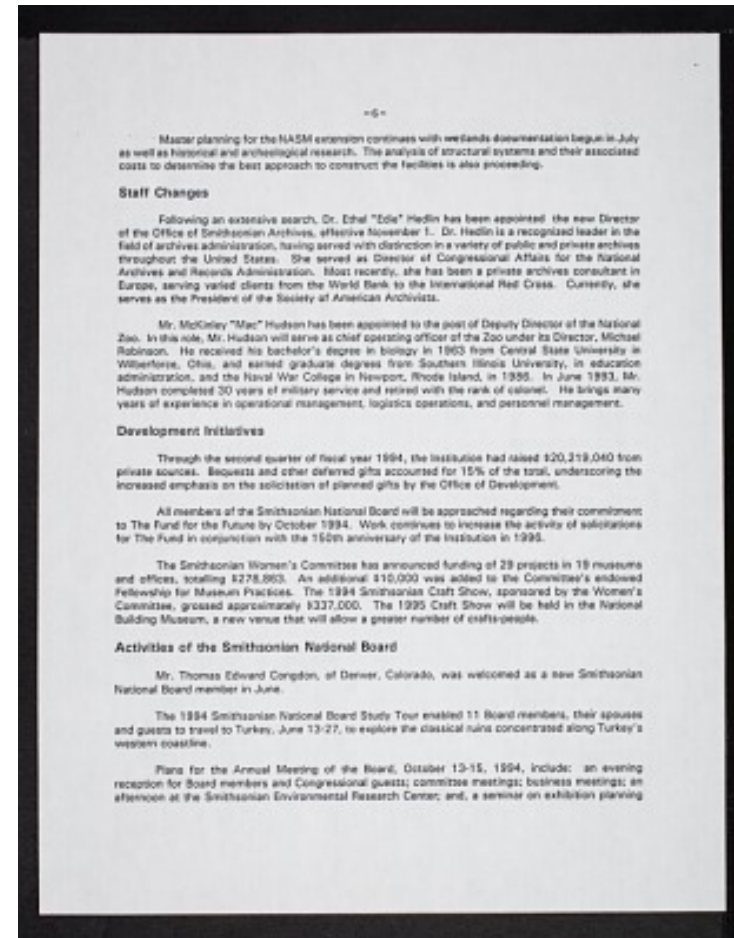 -6-
Master planning for the NASM extension continues with wetlands documentation begun in July
as well as historical and archeological research. The analysis of structural systems and their associated
costs to determine the best approach to construct the facilities is also proceeding.
Staff Changes
Following an extensive search, Dr. Ethel "Edie" Hedlin has been appointed the new Director
of the Office of Smithsonian Archives, effective November 1. Dr. Hedlin is a recognized leader in the
field of archives administration, having served with distinction in a variety of public and private archives
throughout the United States. She served as Director of Congressional Affairs for the National
Archives and Records Administration. Most recently, she has been a private archives consultant in
Europe, serving varied clients from the World Bank to the International Red Cross. Currently, she
serves as the President of the Society of American Archivists.
Mr. McKinley "Mac" Hudson has been appointed to the post of Deputy Director of the National
Zoo. In this role, Mr. Hudson will serve as chief operating officer of the Zoo under its Director, Michael
Robinson. He received his bachelor's degree in biology in 1963 from Central State University in
Wilberforce, Ohio, and earned graduate degrees from Southern Illinois University, in education
administration, and the Naval War College in Newport, Rhode Island, in 1986. In June 1993, Mr.
Hudson completed 30 years of military service and retired with the rank of colonel. He brings many
years of experience in operational management, logistics operations, and personnel management.
Development Initiatives
Through the second quarter of fiscal year 1994, the Institution had raised $20,219,040 from
private sources. Bequests and other deferred gifts accounted for 15% of the total, underscoring the
increased emphasis on the solicitation of planned gifts by the Office of Development.
All members of the Smithsonian National Board will be approached regarding their commitment
to The Fund for the Future by October 1994. Work continues to increase the activity of solicitations
for The Fund in conjunction with the 150th anniversary of the Institution in 1996.
The Smithsonian Women's Committee has announced funding of 29 projects in 19 museums
and offices, totalling $278,863. An additional $10,000 was added to the Committee's endowed
Fellowship for Museum Practices. The 1994 Smithsonian Craft Show, sponsored by the Women's
Committee, grossed approximately $337,000. The 1995 Craft Show will be held in the National
Building Museum, a new venue that will allow a greater number of crafts-people.
Activities of the Smithsonian National Board
Mr. Thomas Edward Congdon, of Denver, Colorado, was welcomed as a new Smithsonian
National Board member in June.
The 1994 Smithsonian National Board Study Tour enabled 11 Board members, their spouses
and guests to travel to Turkey, June 13-27, to explore the classical ruins concentrated along Turkey's
western coastline.
Plans for the Annual Meeting of the Board, October 13-15, 1994, include: an evening
reception for Board members and Congressional guests; committee meetings; business meetings; an
afternoon at the Smithsonian Environmental Research Center; and, a seminar on exhibition planning